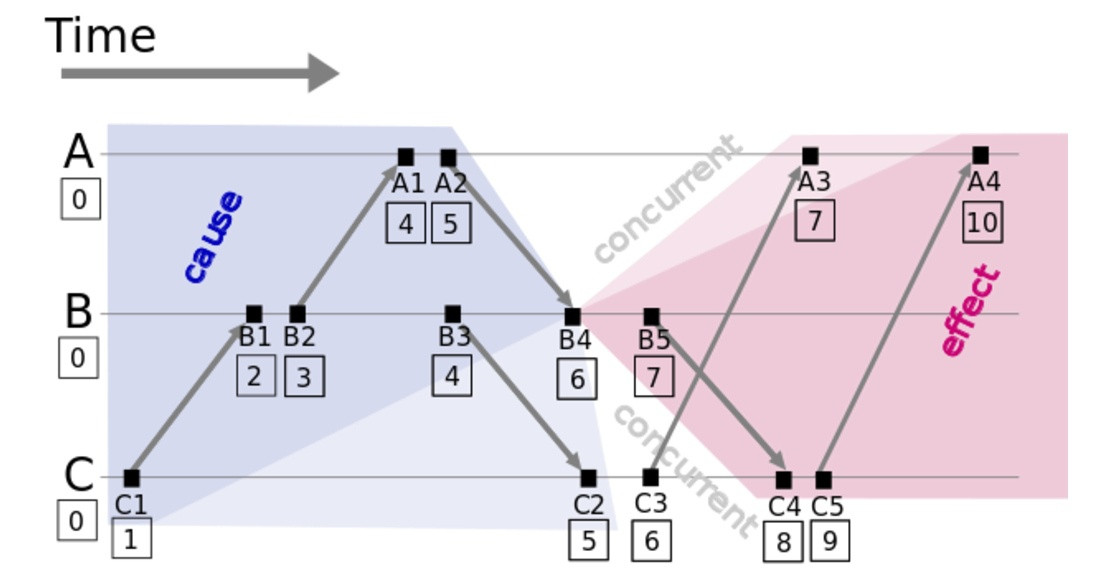 Time
A
0
A1 A2
A3
A4
4 5
7
10
cause
concurrent
B
0
B1 B2
B3
B4
B5
2 3
4
6
7
effect
concurrent
C
0
C1
C2
C3
C4 C5
1
5
6
8 9